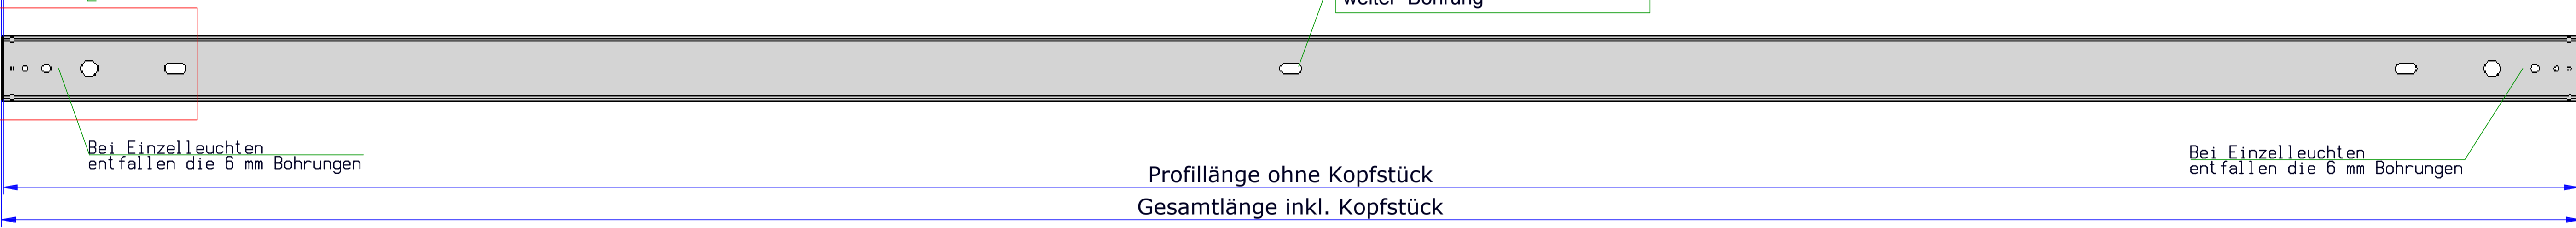 weiter Bohrung
Bei Einzelleuchten
entfallen die 6 mm Bohrungen
Bei Einzelleuchten
entfallen die 6 mm Bohrungen
Profillänge ohne Kopfstück
Gesamtlänge inkl. Kopfstück